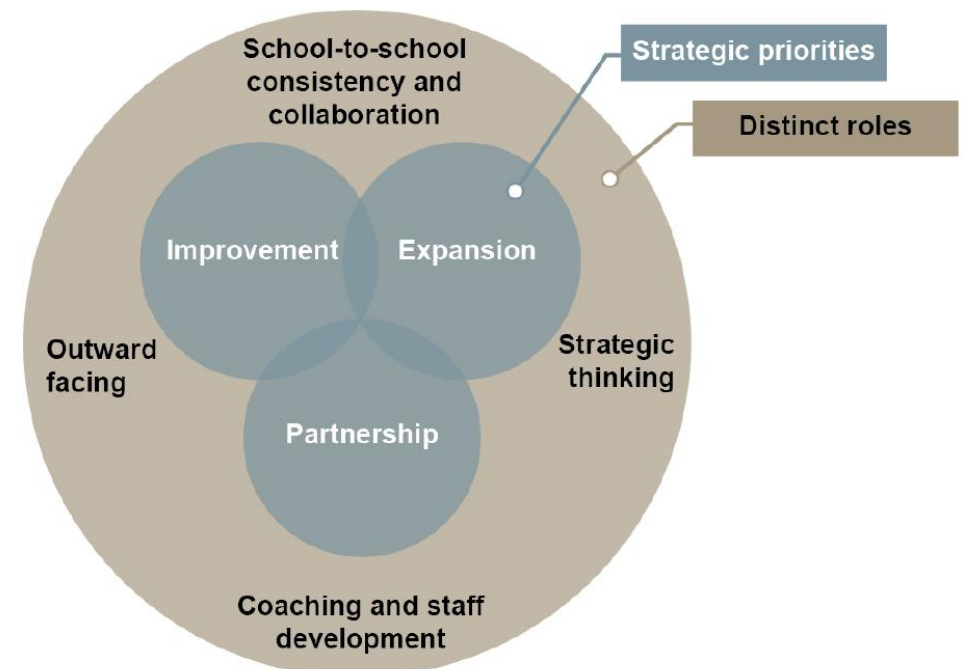 School-to-school
consistency and
collaboration
Strategic priorities
Distinct roles
Improvement
Expansion
Outward
facing
Strategic
thinking
Partnership
Coaching and staff
development